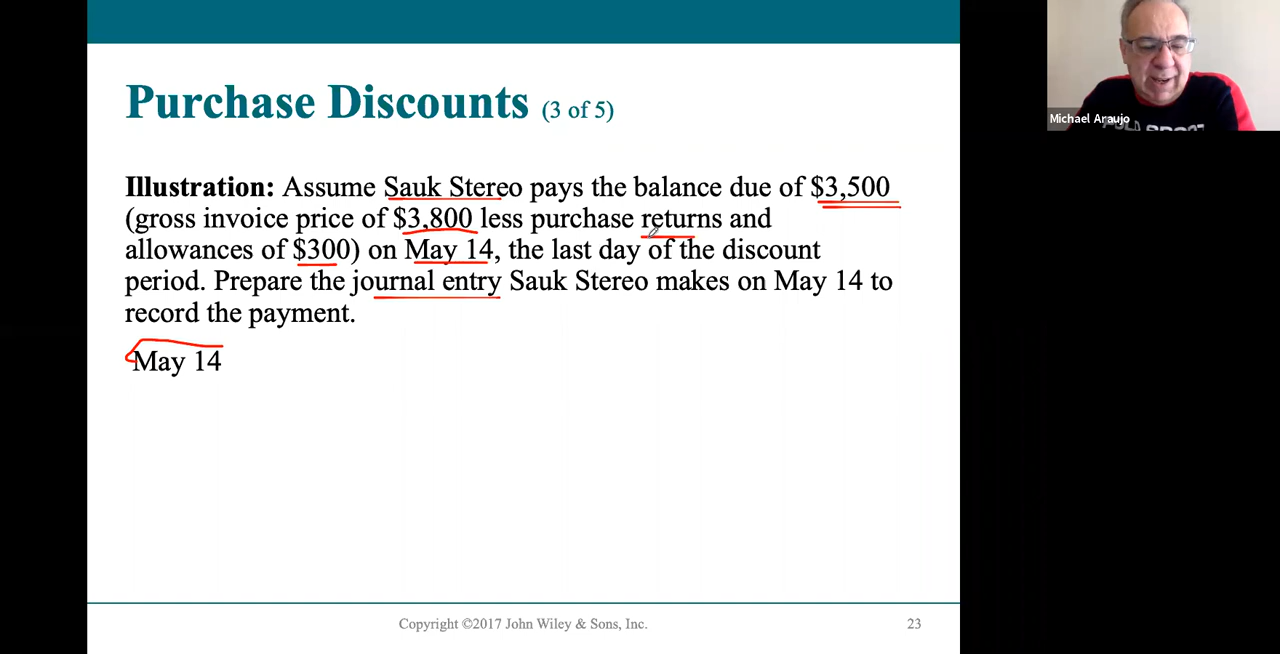 Purchase Discounts (3 of 5)
Illustration: Assume Sauk Stereo pays the balance due of $3,500
(gross invoice price of $3,800 less purchase returns and
allowances of $300) on May 14, the last day of the discount
period. Prepare the journal entry Sauk Stereo makes on May 14 to
record the payment.
May 14
Copyright ©2017 John Wiley & Sons, Inc.
23
Michael Araujo